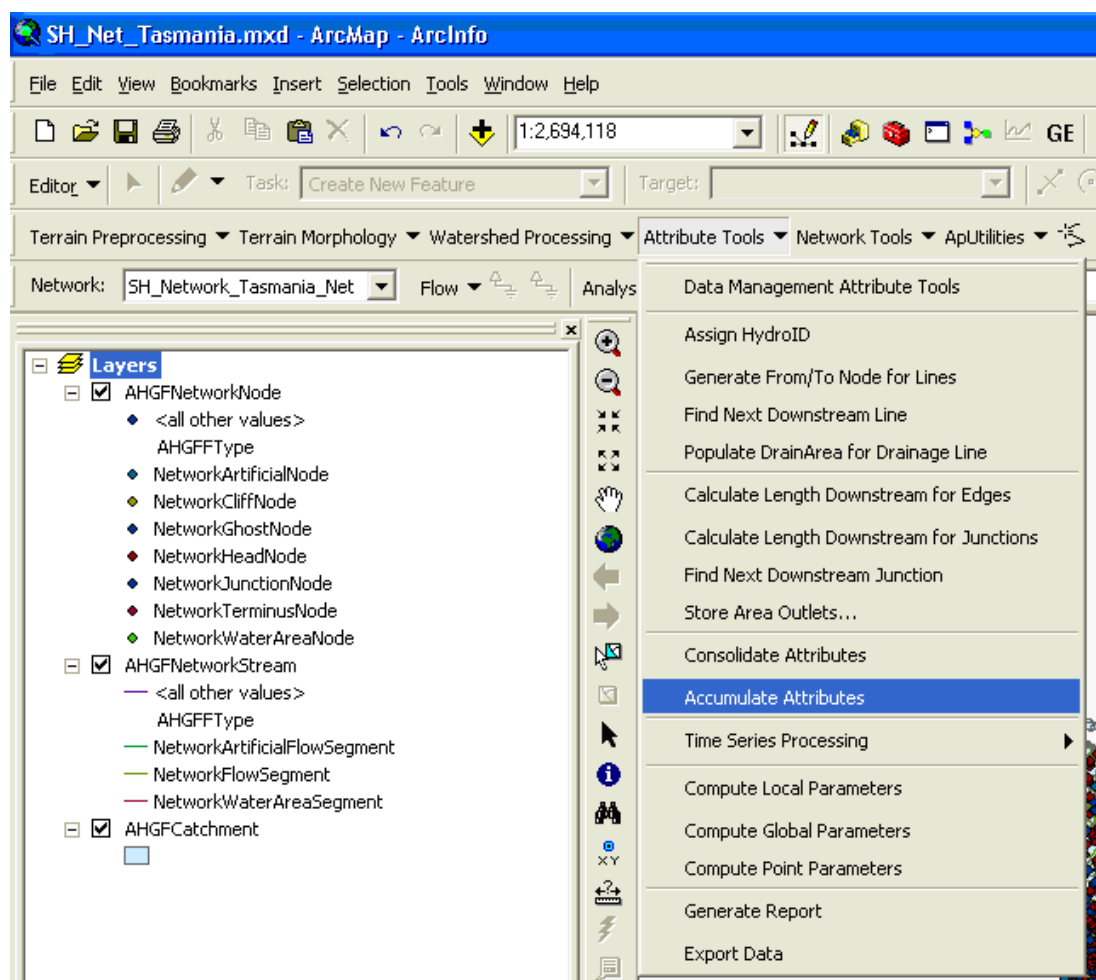 SH_Net_Tasmania.mxd - ArcMap - ArcInfo
File Edit View Bookmarks Insert Selection Tools Window Help
1:2,694,118 GE
Editor Task: Create New Feature Target:
Terrain Preprocessing Terrain Morphology Watershed Processing Attribute Tools Network Tools ApUtilities
Network: SH_Network_Tasmania_Net Flow Analys
Layers
AHGFNetworkNode
<all other values>
AHGFFType
NetworkArtificialNode
NetworkCliffNode
NetworkGhostNode
NetworkHeadNode
NetworkJunctionNode
NetworkTerminusNode
NetworkWaterAreaNode
AHGFNetworkStream
<all other values>
AHGFFType
NetworkArtificialFlowSegment
NetworkFlowSegment
NetworkWaterAreaSegment
AHGFCatchment
XY
Data Management Attribute Tools
Assign HydroID
Generate From/To Node for Lines
Find Next Downstream Line
Populate DrainArea for Drainage Line
Calculate Length Downstream for Edges
Calculate Length Downstream for Junctions
Find Next Downstream Junction
Store Area Outlets...
Consolidate Attributes
Accumulate Attributes
Time Series Processing
Compute Local Parameters
Compute Global Parameters
Compute Point Parameters
Generate Report
Export Data